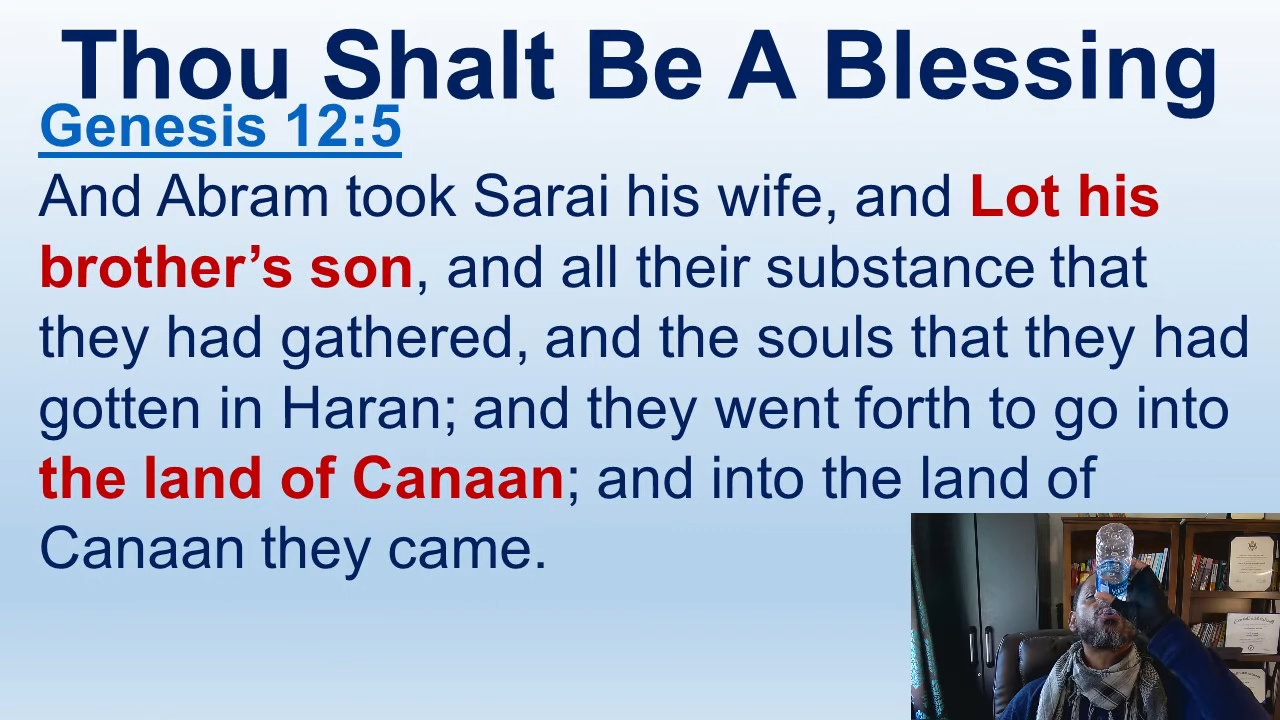 Thou Shalt Be A Blessing
Genesis 12:5
And Abram took Sarai his wife, and Lot his
brother’s son, and all their substance that
they had gathered, and the souls that they had
gotten in Haran; and they went forth to go into
the land of Canaan; and into the land of
Canaan they came.